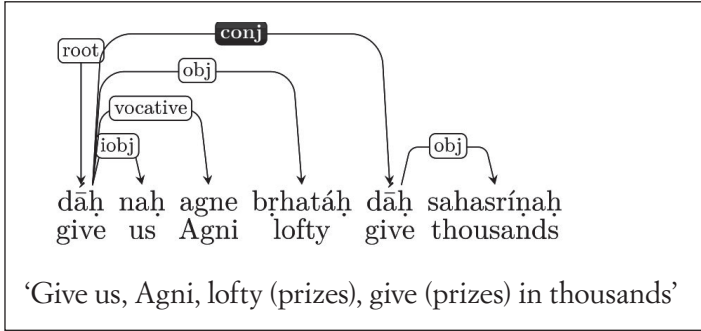 conj
root
obj
vocative
iobj
obj
dāḥ naḥ agne bṛhatáḥ dāḥ sahasríṇaḥ
give us Agni lofty give thousands
‘Give us, Agni, lofty (prizes), give (prizes) in thousands’